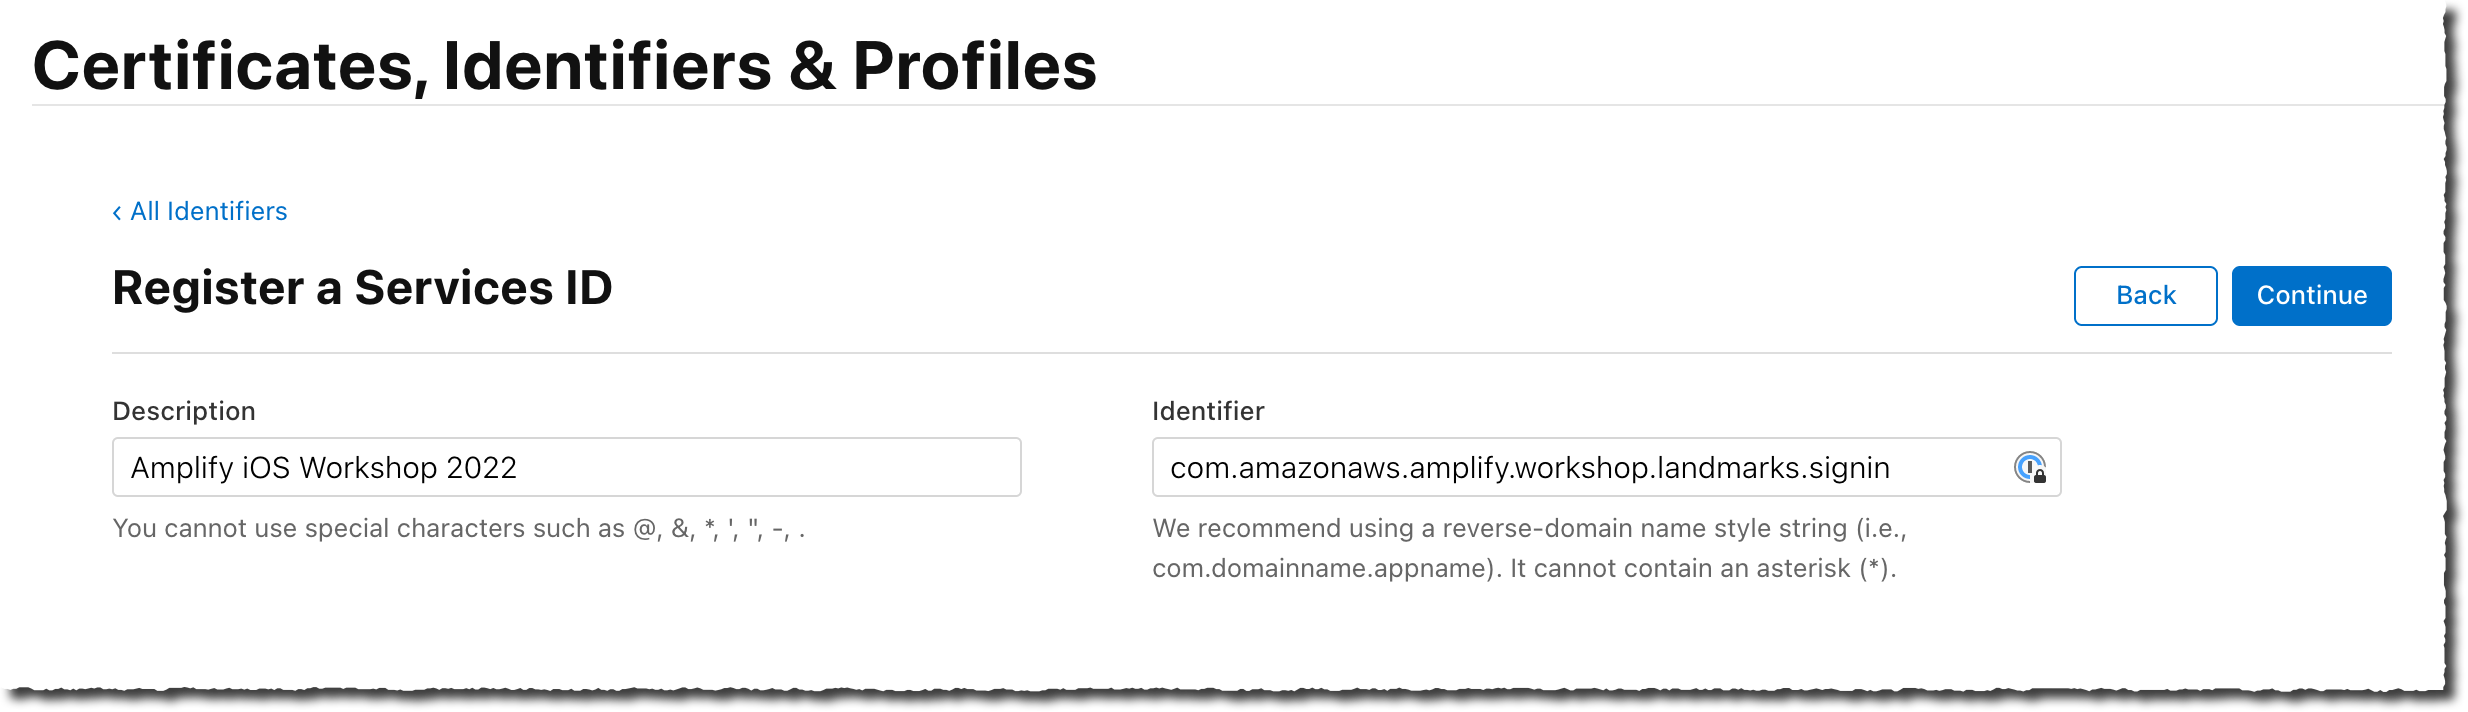 Certificates, Identifiers & Profiles
‹ All Identifiers
Register a Services ID
Back
Continue
Description
Identifier
Amplify iOS Workshop 2022
com.amazonaws.amplify.workshop.landmarks.signin
You cannot use special characters such as @, &, *, ', ", -, .
We recommend using a reverse-domain name style string (i.e.,
com.domainname.appname). It cannot contain an asterisk (*).